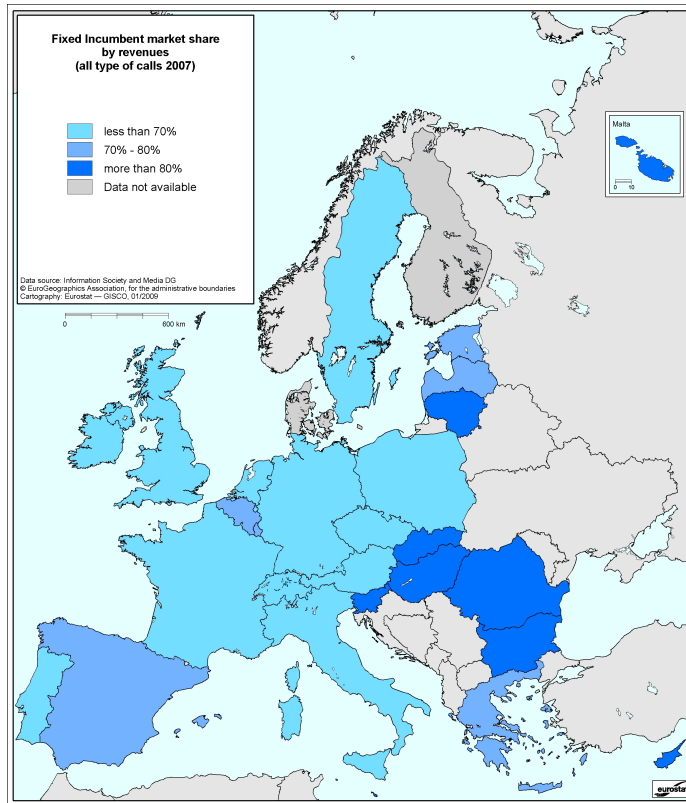 Fixed Incumbent market share
by revenues
(all type of calls 2007)
less than 70%
70% - 80%
more than 80%
Data not available
Data source: Information Society and Media DG
© EuroGeographics Association, for the administrative boundaries
Cartography: Eurostat — GISCO, 01/2009
0 600 km
Malta
0 10